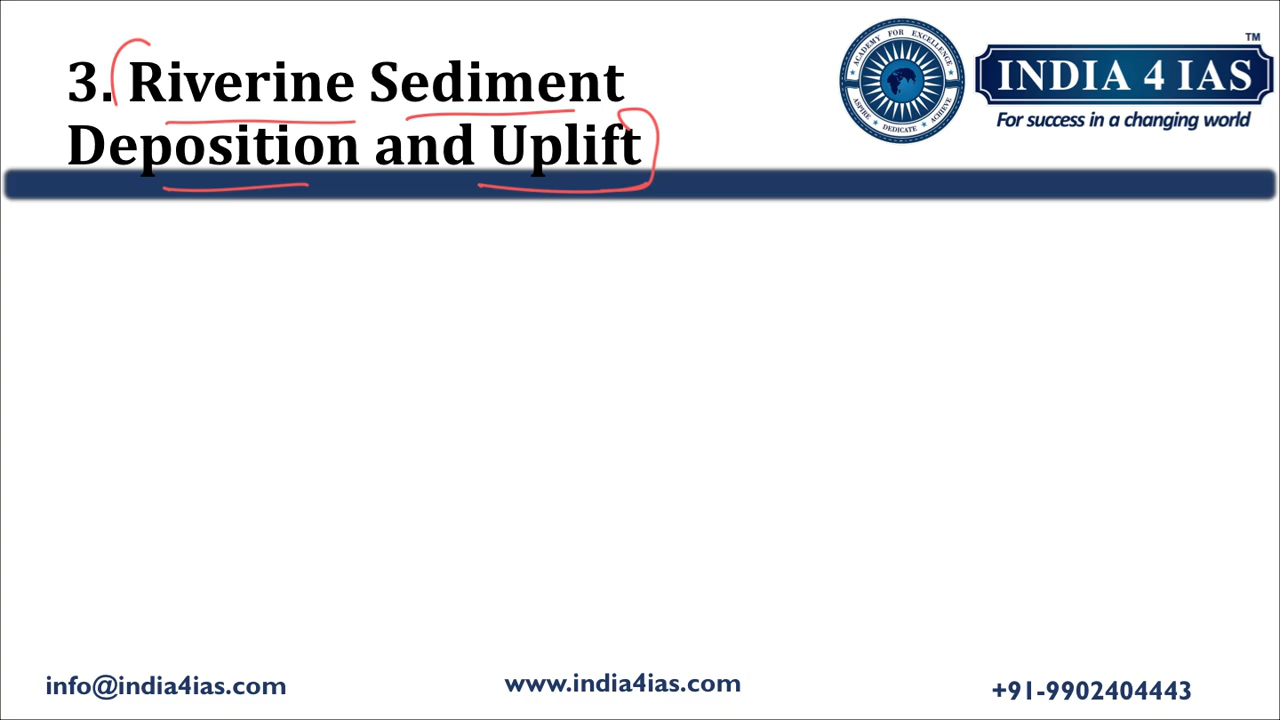 3. Riverine Sediment
Deposition and Uplift
ACADEMY FOR EXCELLENCE
ASPIRE ★ DEDICATE ★ ACHIEVE
TM
INDIA 4 IAS
For success in a changing world
info@india4ias.com
www.india4ias.com
+91-9902404443